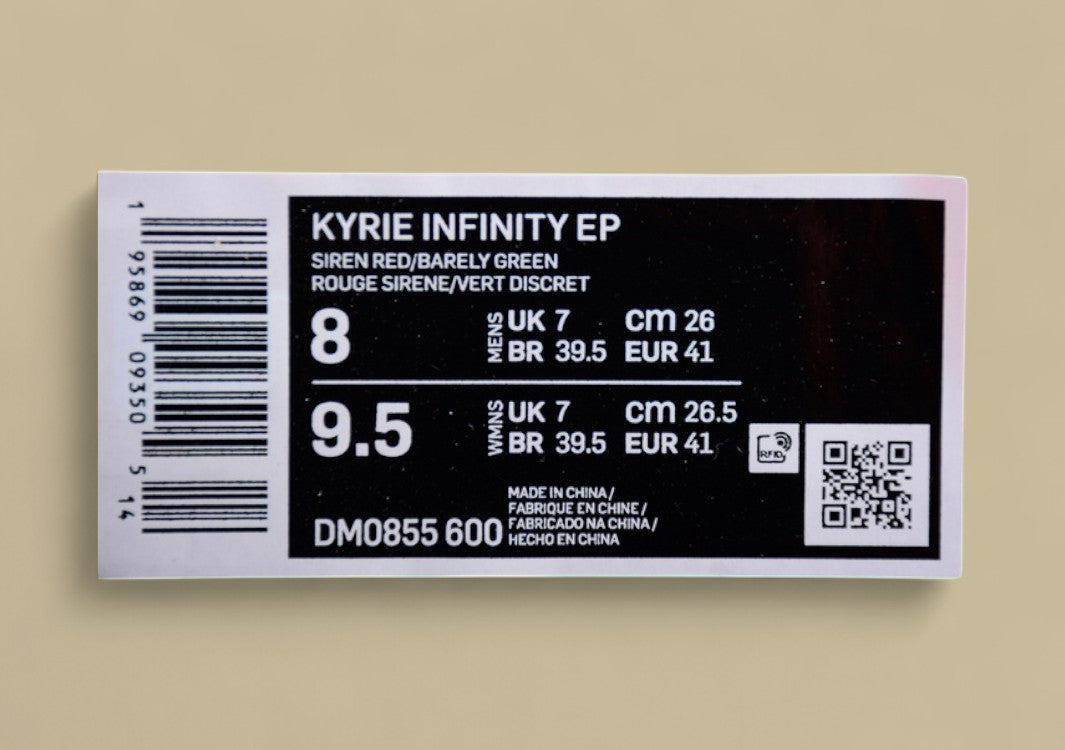 KYRIE INFINITY EP
SIREN RED/BARELY GREEN
ROUGE SIRENE/VERT DISCRET
8 MENS UK 7 CM 26
BR 39.5 EUR 41
9.5 WMNS UK 7 CM 26.5
BR 39.5 EUR 41
RFID
MADE IN CHINA/
FABRIQUE EN CHINE/
FABRICADO NA CHINA/
HECHO EN CHINA
DM0855 600
1 95869 09350 5 14